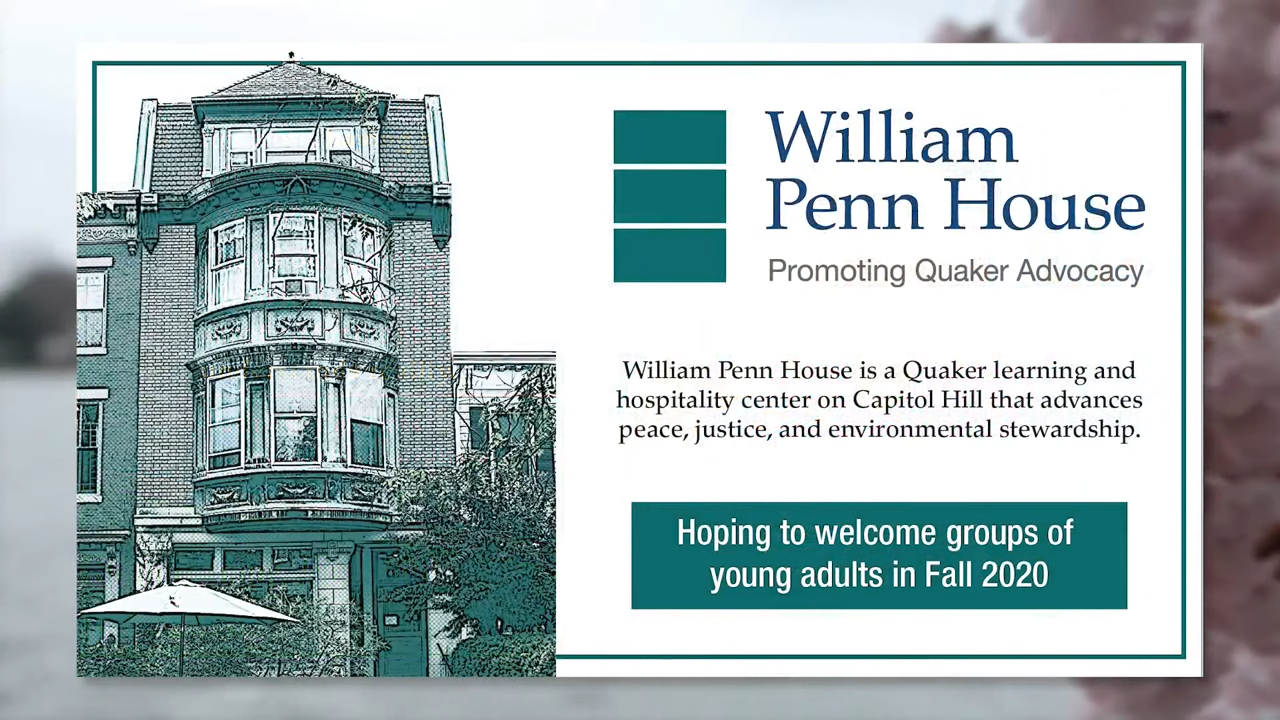 William
Penn House
Promoting Quaker Advocacy
William Penn House is a Quaker learning and
hospitality center on Capitol Hill that advances
peace, justice, and environmental stewardship.
Hoping to welcome groups of
young adults in Fall 2020